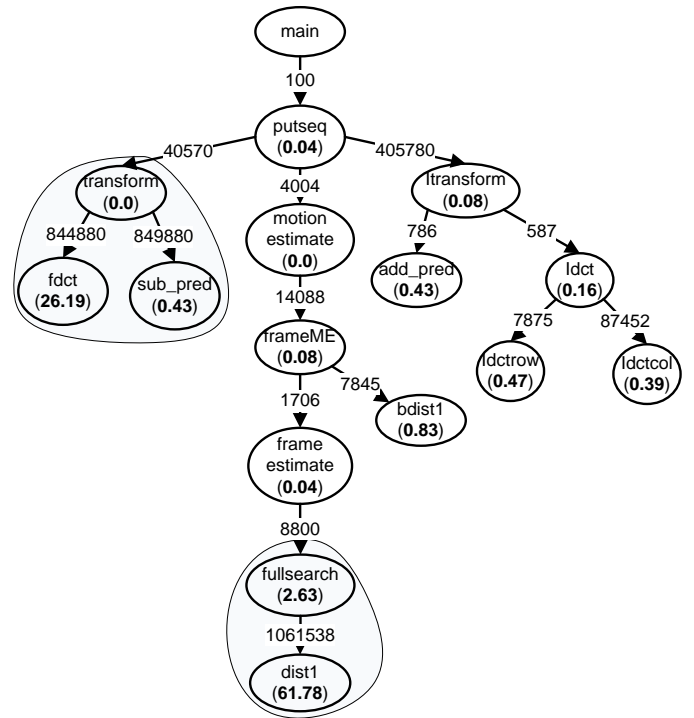 main
100
putseq
(0.04)
40570
405780
transform
(0.0)
4004
Itransform
(0.08)
844880
849880
motion
estimate
(0.0)
786
587
fdct
(26.19)
sub_pred
(0.43)
add_pred
(0.43)
Idct
(0.16)
14088
7875
87452
frameME
(0.08)
Idctrow
(0.47)
Idctcol
(0.39)
1706
7845
bdist1
(0.83)
frame
estimate
(0.04)
8800
fullsearch
(2.63)
1061538
dist1
(61.78)